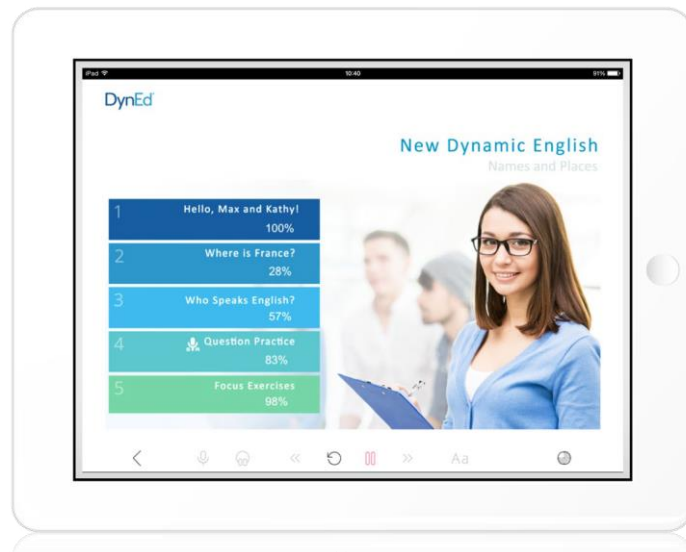 iPad 10:40 91%
DynEd
New Dynamic English
Names and Places
1 Hello, Max and Kathy!
100%
2 Where is France?
28%
3 Who Speaks English?
57%
4 Question Practice
83%
5 Focus Exercises
98%
Aa